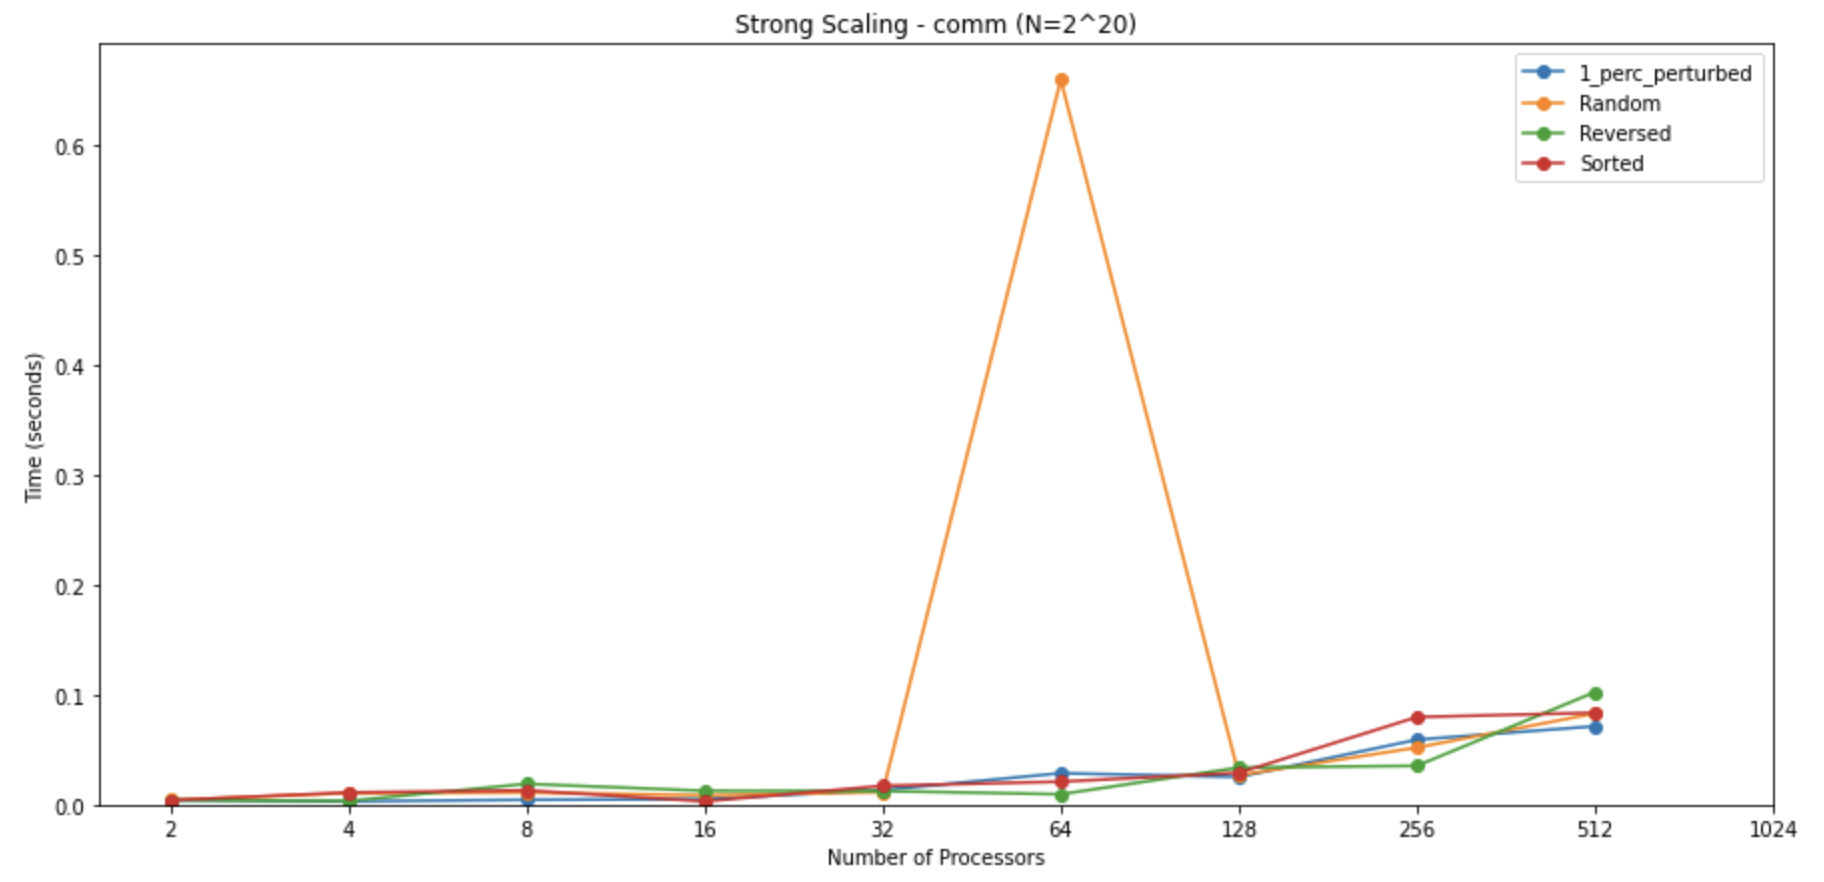 Strong Scaling - comm (N=2^20)
1_perc_perturbed
Random
Reversed
Sorted
Time (seconds)
0.6
0.5
0.4
0.3
0.2
0.1
0.0
2 4 8 16 32 64 128 256 512 1024
Number of Processors